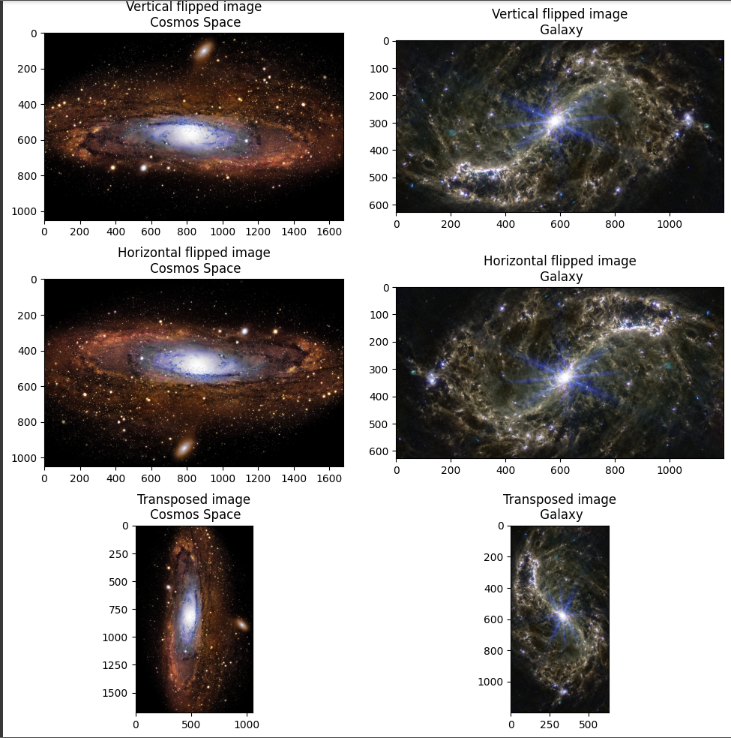 Vertical flipped image
Cosmos Space
0
200
400
600
800
1000
0 200 400 600 800 1000 1200 1400 1600
Vertical flipped image
Galaxy
0
100
200
300
400
500
600
0 200 400 600 800 1000
Horizontal flipped image
Cosmos Space
0
200
400
600
800
1000
0 200 400 600 800 1000 1200 1400 1600
Horizontal flipped image
Galaxy
0
100
200
300
400
500
600
0 200 400 600 800 1000
Transposed image
Cosmos Space
0
250
500
750
1000
1250
1500
0 500 1000
Transposed image
Galaxy
0
200
400
600
800
1000
0 250 500